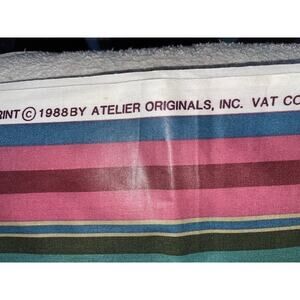 RINT © 1988 BY ATELIER ORIGINALS, INC. VAT CO